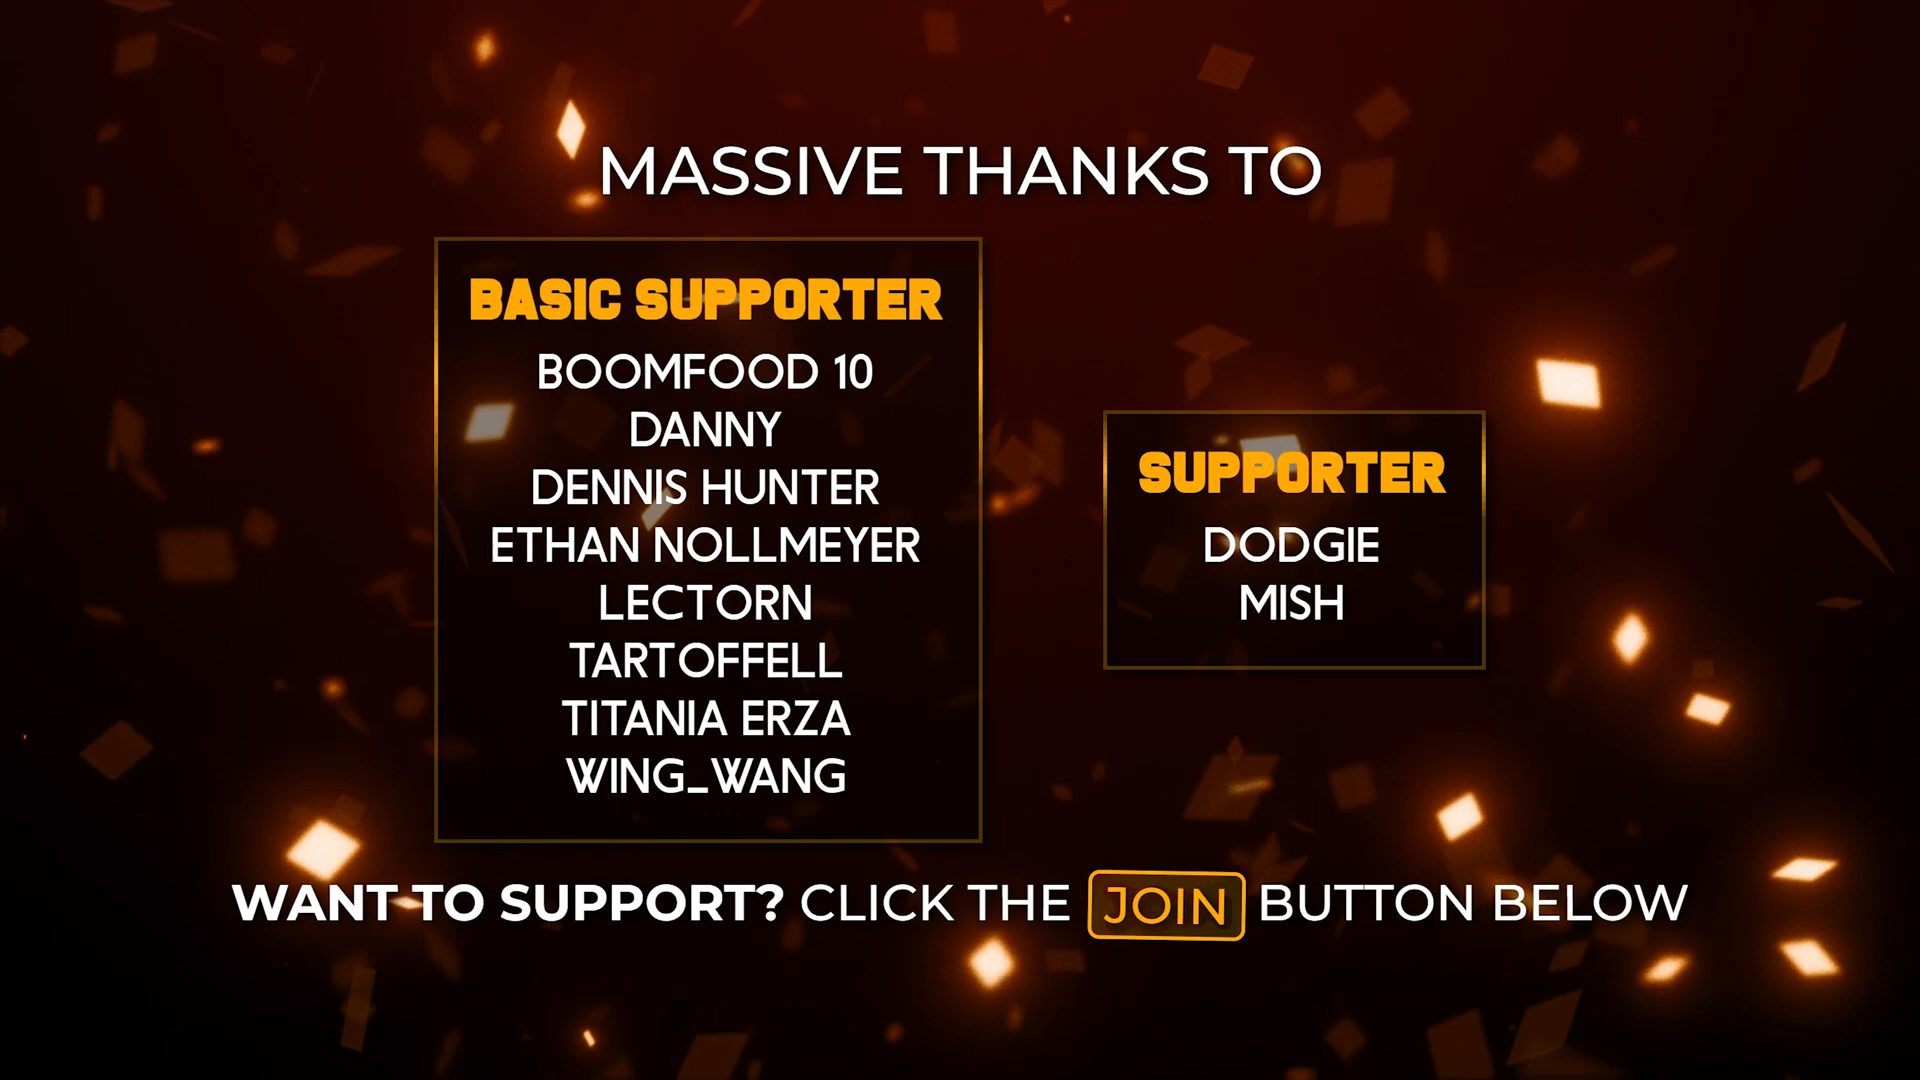 MASSIVE THANKS TO
BASIC SUPPORTER
BOOMFOOD 10
DANNY
DENNIS HUNTER
ETHAN NOLLMEYER
LECTORN
TARTOFFELL
TITANIA ERZA
WING_WANG
SUPPORTER
DODGIE
MISH
WANT TO SUPPORT? CLICK THE JOIN BUTTON BELOW